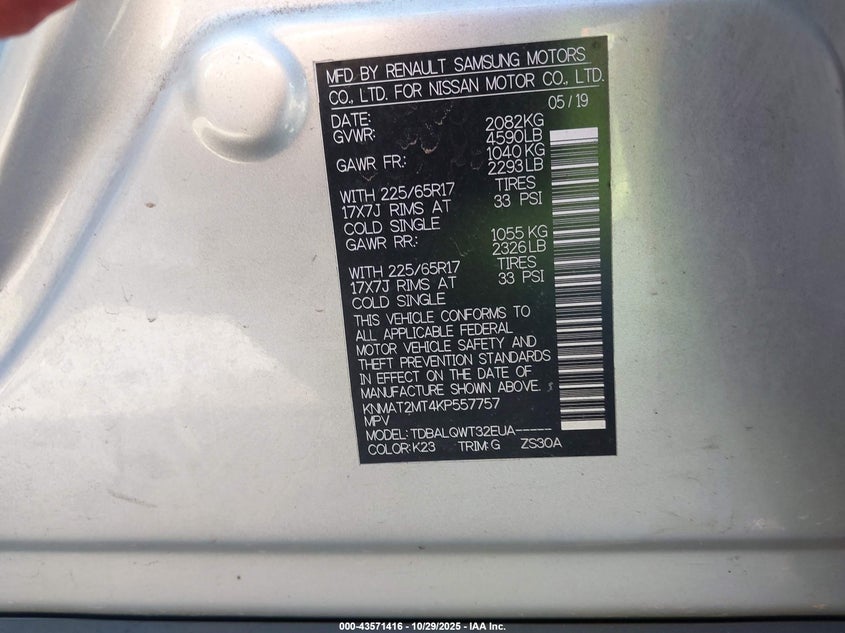 MFD BY RENAULT SAMSUNG MOTORS
CO., LTD. FOR NISSAN MOTOR CO., LTD.
DATE: 05/19
GVWR: 2082KG
4590LB
GAWR FR: 1040 KG
2293LB
WITH 225/65R17 TIRES
17X7J RIMS AT 33 PSI
COLD SINGLE
GAWR RR: 1055 KG
2326LB
WITH 225/65R17 TIRES
17X7J RIMS AT 33 PSI
COLD SINGLE
THIS VEHICLE CONFORMS TO
ALL APPLICABLE FEDERAL
MOTOR VEHICLE SAFETY AND
THEFT PREVENTION STANDARDS
IN EFFECT ON THE DATE OF
MANUFACTURE SHOWN ABOVE.
KNMAT2MT4KP557757
MPV
MODEL: TDBALQWT32EUA-----
COLOR: K23 TRIM: G ZS30A
000-43571416 - 10/29/2025 - IAA Inc.